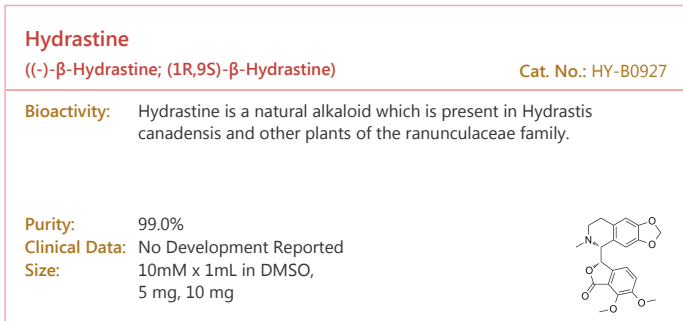 Hydrastine
((-)-β-Hydrastine; (1R,9S)-β-Hydrastine) Cat. No.: HY-B0927
Bioactivity: Hydrastine is a natural alkaloid which is present in Hydrastis
canadensis and other plants of the ranunculaceae family.
Purity: 99.0%
Clinical Data: No Development Reported
Size: 10mM x 1mL in DMSO,
5 mg, 10 mg
O
N
O
O
O
O
O